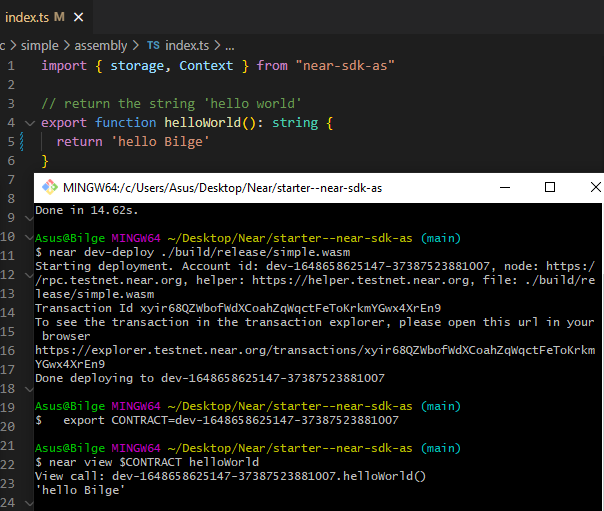 index.ts M ×
c > simple > assembly > TS index.ts > ...
1 import { storage, Context } from "near-sdk-as"
2
3 // return the string 'hello world'
4 export function helloWorld(): string {
5 return 'hello Bilge'
6 }
7
MINGW64:/c/Users/Asus/Desktop/Near/starter--near-sdk-as
8
9 Done in 14.62s.
10 Asus@Bilge MINGW64 ~/Desktop/Near/starter--near-sdk-as (main)
11 $ near dev-deploy ./build/release/simple.wasm
12 Starting deployment. Account id: dev-1648658625147-37387523881007, node: https:/
/rpc.testnet.near.org, helper: https://helper.testnet.near.org, file: ./build/re
13 lease/simple.wasm
14 Transaction Id xyir68QZWbofWdXCoahZqWqctFeToKrkmYGwx4XrEn9
15 To see the transaction in the transaction explorer, please open this url in your
browser
16 https://explorer.testnet.near.org/transactions/xyir68QZWbofWdXCoahZqWqctFeToKrkm
17 YGwx4XrEn9
18 Done deploying to dev-1648658625147-37387523881007
19 Asus@Bilge MINGW64 ~/Desktop/Near/starter--near-sdk-as (main)
20 $ export CONTRACT=dev-1648658625147-37387523881007
21 Asus@Bilge MINGW64 ~/Desktop/Near/starter--near-sdk-as (main)
22 $ near view $CONTRACT helloWorld
23 View call: dev-1648658625147-37387523881007.helloWorld()
24 'hello Bilge'